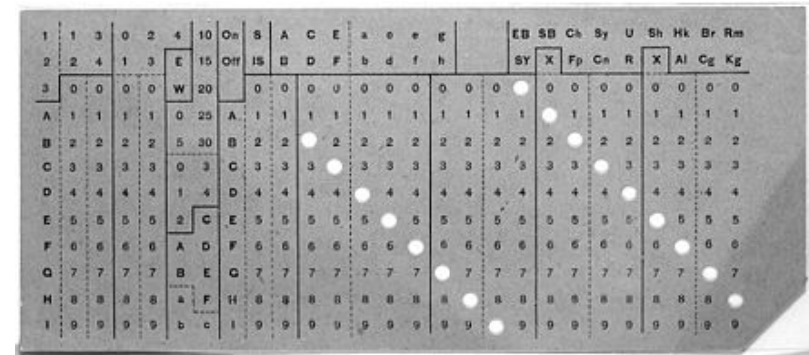 1 1 3 0 2 4 10 On S A C E a c e g EB SB Ch Sy U Sh Hk Br Rm
2 2 4 1 3 E 15 Off IS B D F b d f h SY X Fp Cn R X Al Cg Kg
3 0 0 0 0 W 20 0 0 0 0 0 0 0 0 0 0 0 0 0 0 0 0 0 0
A 1 1 1 1 0 25 A 1 1 1 1 1 1 1 1 1 1 1 1 1 1 1 1 1 1
B 2 2 2 2 5 30 B 2 2 2 2 2 2 2 2 2 2 2 2 2 2 2 2 2
C 3 3 3 3 0 3 C 3 3 3 3 3 3 3 3 3 3 3 3 3 3 3 3 3
D 4 4 4 4 1 4 D 4 4 4 4 4 4 4 4 4 4 4 4 4 4 4 4 4
E 5 5 5 5 2 C E 5 5 5 5 5 5 5 5 5 5 5 5 5 5 5 5 5
F 6 6 6 6 A D F 6 6 6 6 6 6 6 6 6 6 6 6 6 6 6 6 6
G 7 7 7 7 B E G 7 7 7 7 7 7 7 7 7 7 7 7 7 7 7 7 7
H 8 8 8 8 a F H 8 8 8 8 8 8 8 8 8 8 8 8 8 8 8 8 8
I 9 9 9 9 b c I 9 9 9 9 9 9 9 9 9 9 9 9 9 9 9 9 9 9